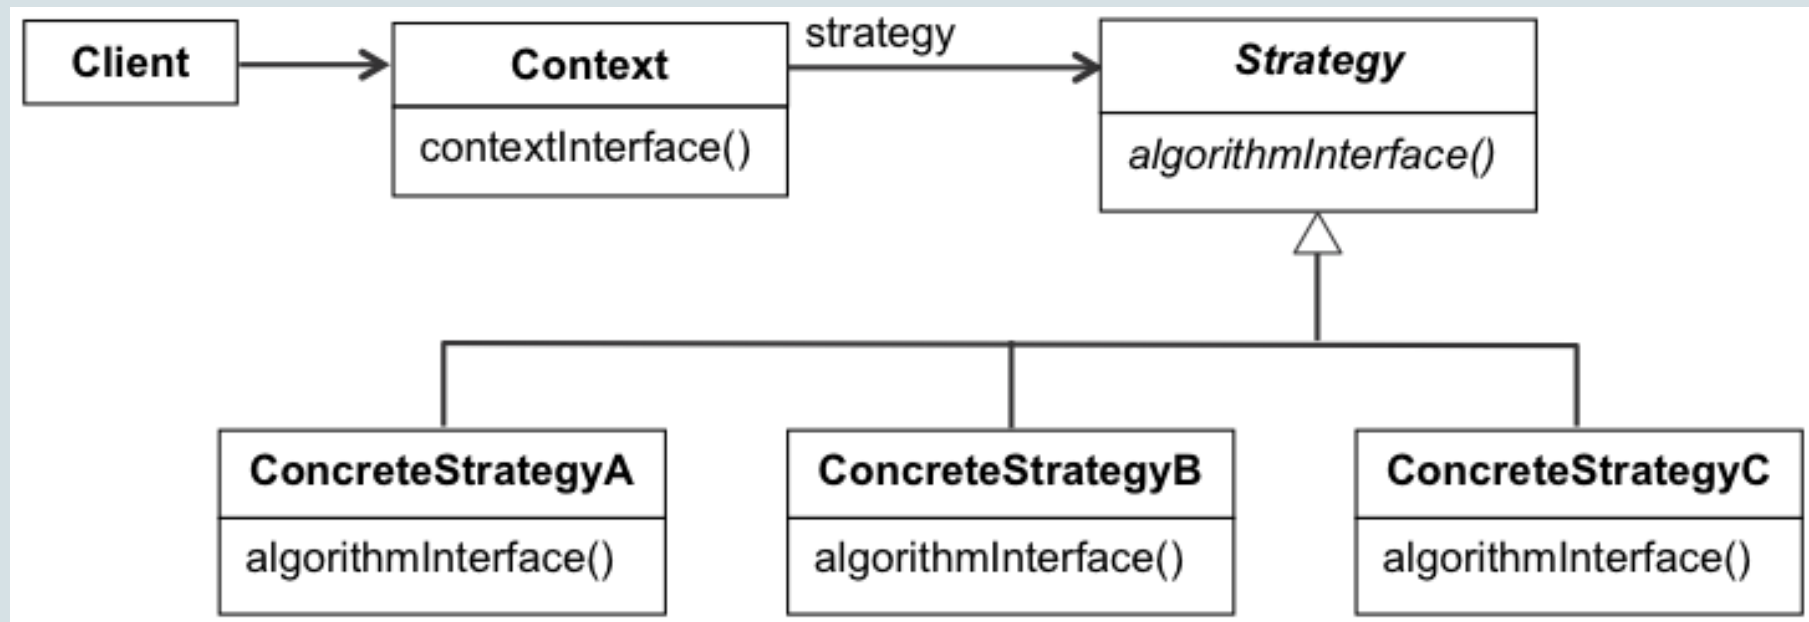 Client
Context
strategy
Strategy
contextInterface()
algorithmInterface()
ConcreteStrategyA
ConcreteStrategyB
ConcreteStrategyC
algorithmInterface()
algorithmInterface()
algorithmInterface()